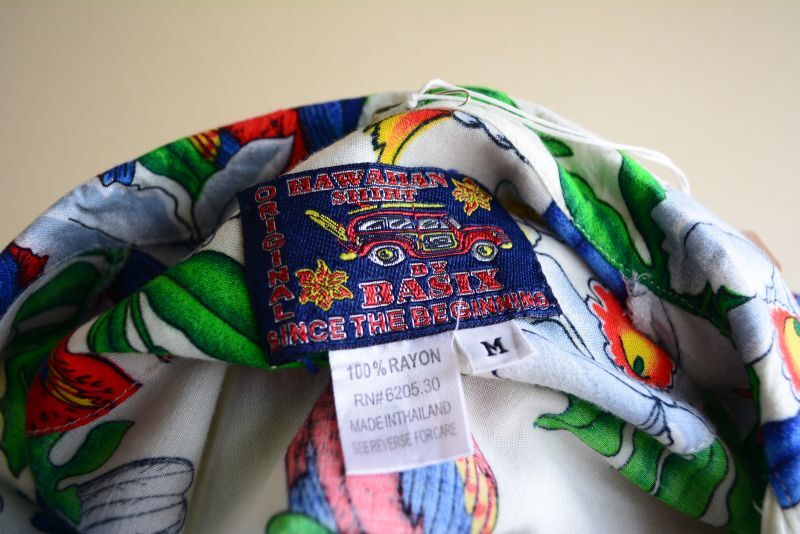 ORIGINAL
HAWAIIAN
SHIRT
BY
BASIX
SINCE THE BEGINNING
M
100% RAYON
RN#6205.30
MADE IN THAILAND
SEE REVERSE FOR CARE